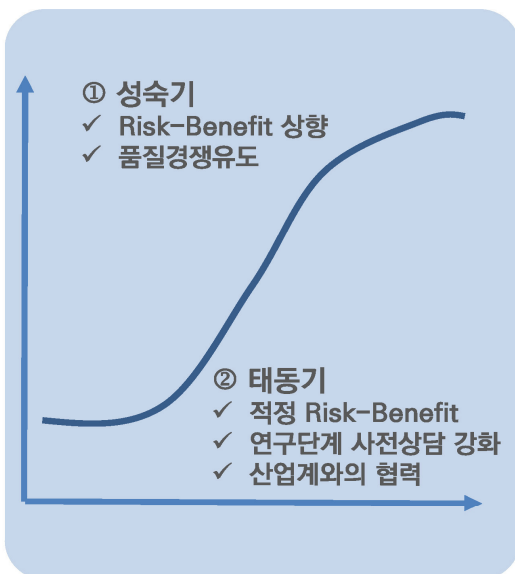 ① 성숙기
✓ Risk-Benefit 상향
✓ 품질경쟁유도
② 태동기
✓ 적정 Risk-Benefit
✓ 연구단계 사전상담 강화
✓ 산업계와의 협력